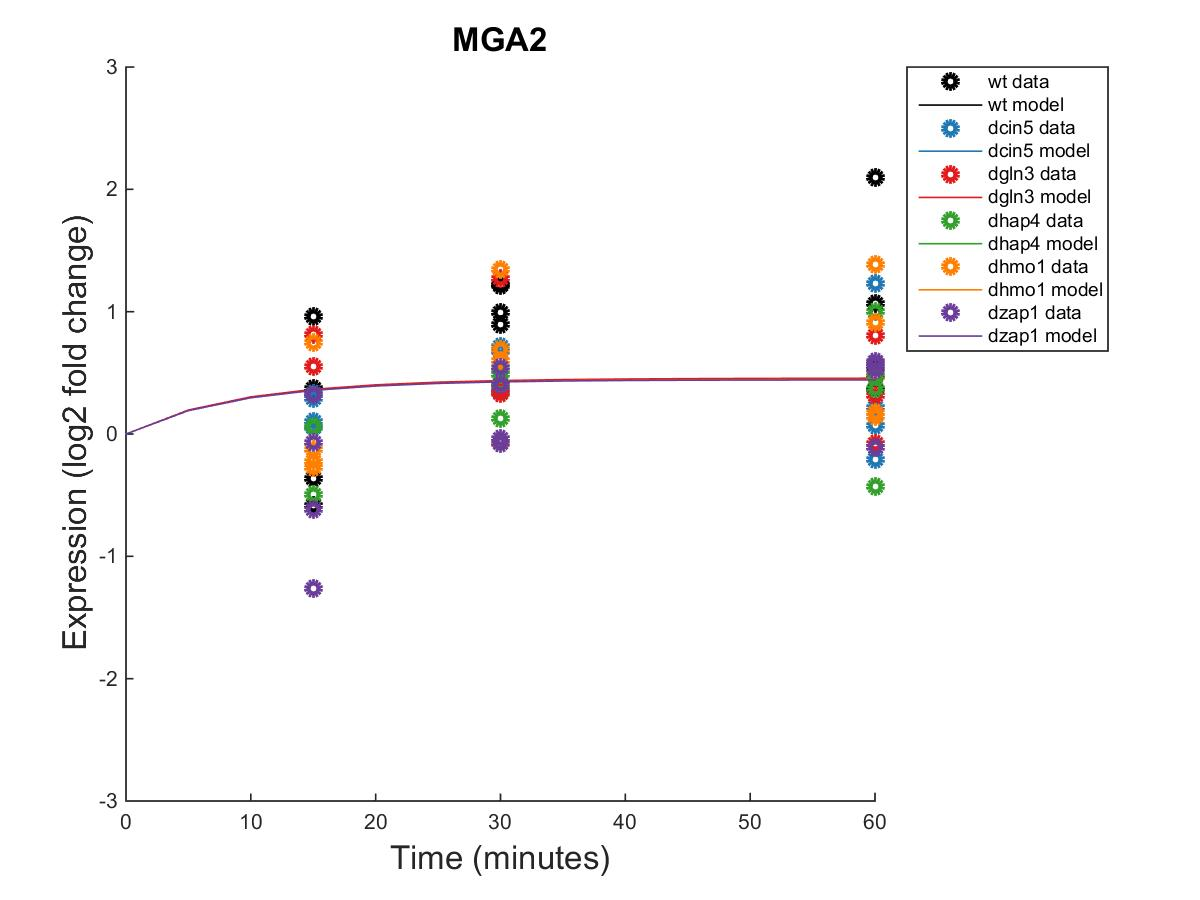 MGA2
3
2
1
0
-1
-2
-3
Expression (log2 fold change)
0 10 20 30 40 50 60
Time (minutes)
wt data
wt model
dcin5 data
dcin5 model
dgln3 data
dgln3 model
dhap4 data
dhap4 model
dhmo1 data
dhmo1 model
dzap1 data
dzap1 model